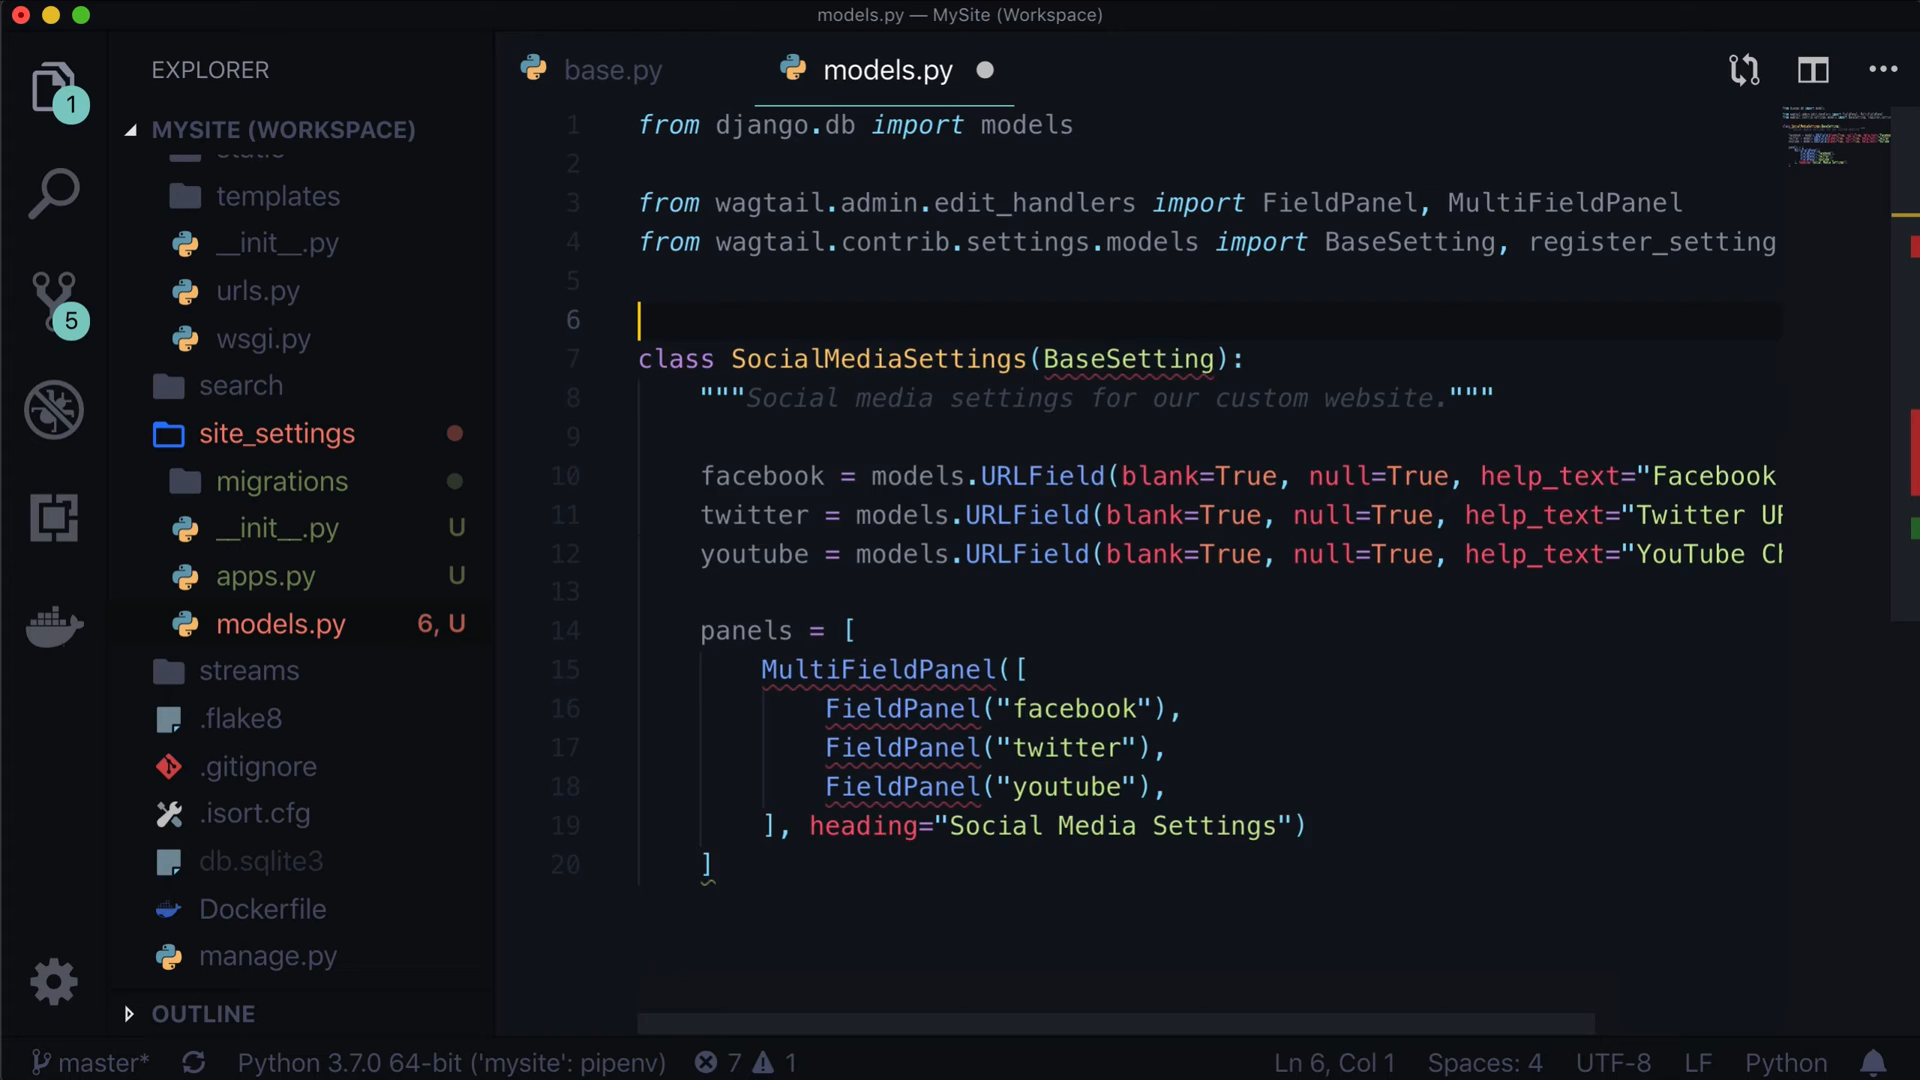 models.py — MySite (Workspace)
EXPLORER
1
MYSITE (WORKSPACE)
static
templates
__init__.py
urls.py
5
wsgi.py
search
site_settings
migrations
__init__.py U
apps.py U
models.py 6, U
streams
.flake8
.gitignore
.isort.cfg
db.sqlite3
Dockerfile
manage.py
OUTLINE
base.py
models.py
1 from django.db import models
2
3 from wagtail.admin.edit_handlers import FieldPanel, MultiFieldPanel
4 from wagtail.contrib.settings.models import BaseSetting, register_setting
5
6
7 class SocialMediaSettings(BaseSetting):
8 """Social media settings for our custom website."""
9
10 facebook = models.URLField(blank=True, null=True, help_text="Facebook
11 twitter = models.URLField(blank=True, null=True, help_text="Twitter
12 youtube = models.URLField(blank=True, null=True, help_text="YouTube
13
14 panels = [
15 MultiFieldPanel([
16 FieldPanel("facebook"),
17 FieldPanel("twitter"),
18 FieldPanel("youtube"),
19 ], heading="Social Media Settings")
20 ]
master* Python 3.7.0 64-bit ('mysite': pipenv) 7 1 Ln 6, Col 1 Spaces: 4 UTF-8 LF Python